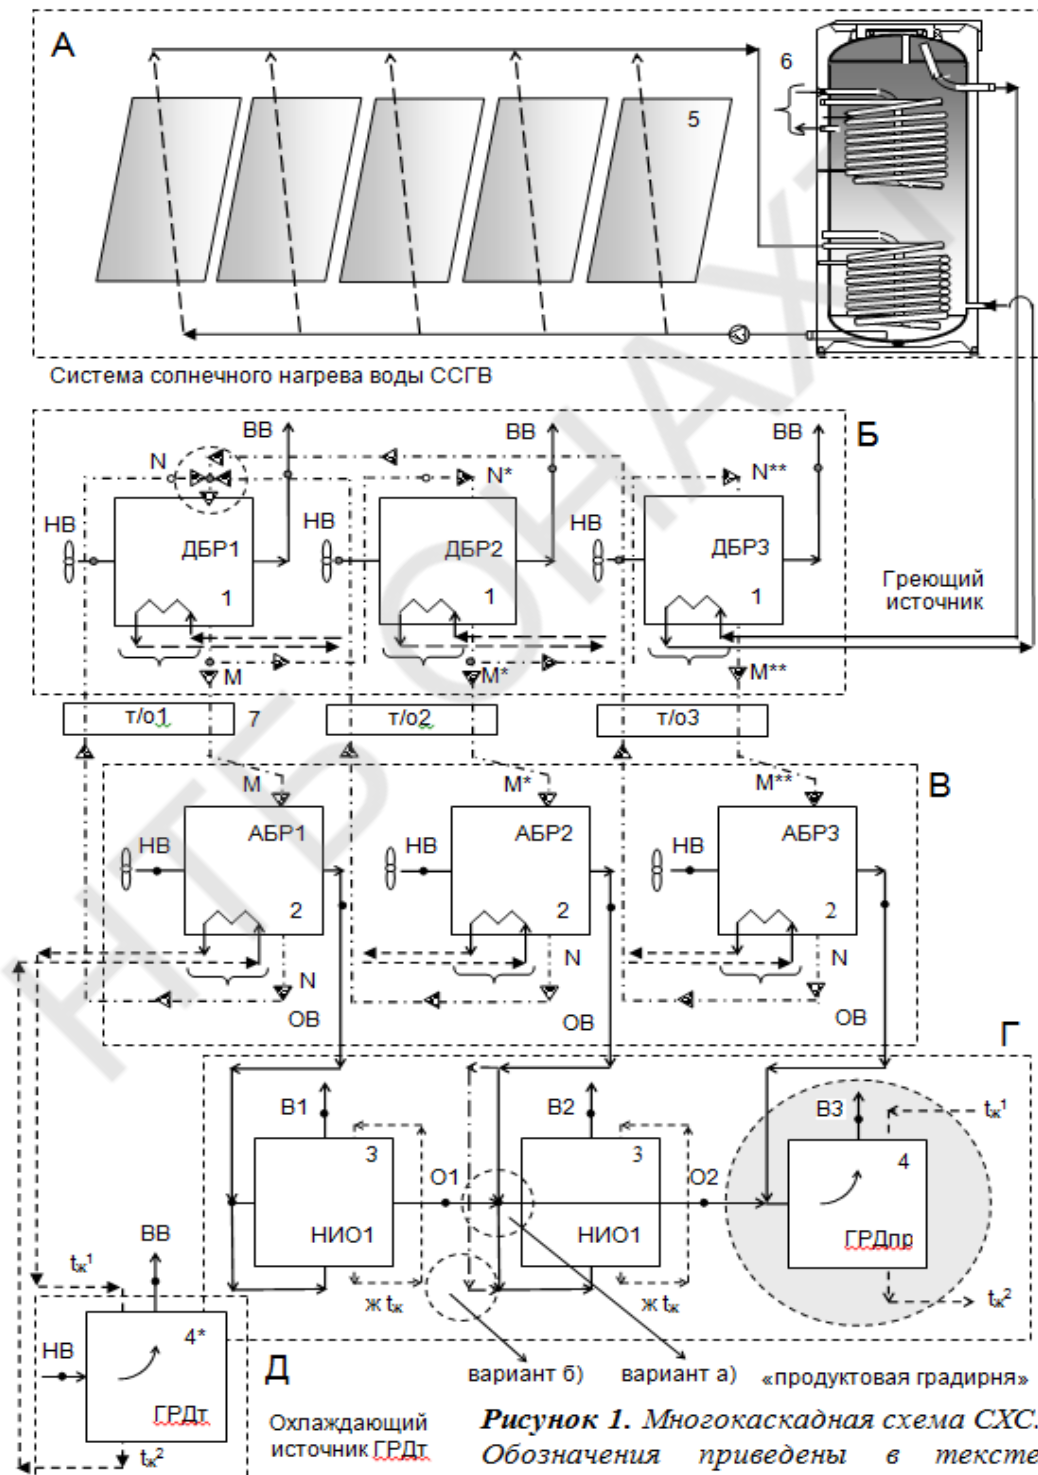 А
6
5
Система солнечного нагрева воды ССГВ
Б
ВВ
ВВ
ВВ
N
N*
N**
НВ
НВ
НВ
ДБР1
ДБР2
ДБР3
1
1
1
Греющий
источник
М
М*
М**
т/о1
7
т/о2
т/о3
М
М*
М**
В
АБР1
АБР2
АБР3
НВ
НВ
НВ
2
2
2
N
N
N
ОВ
ОВ
ОВ
Г
В1
В2
В3
tж¹
3
3
4
О1
О2
НИО1
НИО1
ГРДпр
ж tж
ж tж
tж²
ВВ
tж¹
4*
НВ
ГРДт
tж²
Д
вариант б)
вариант а)
«продуктовая градирня»
Охлаждающий
источник ГРДт
Рисунок 1. Многокаскадная схема СХС.
Обозначения приведены в тексте
НТБ ОНАХТ